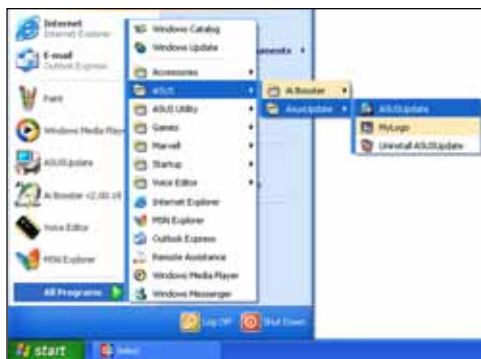 Internet
Internet Explorer
E-mail
Outlook Express
Paint
Windows Media Player
ASUSUpdate
Ai Booster v2.00.16
Voice Editor
MSN Explorer
All Programs
Windows Catalog
Windows Update
Accessories
ASUS
ASUS Utility
Games
Marvell
Startup
Voice Editor
Internet Explorer
MSN Explorer
Outlook Express
Remote Assistance
Windows Media Player
Windows Messenger
Ai Booster
AsusUpdate
ASUSUpdate
MyLogo
Uninstall ASUSUpdate
Log Off
Shut Down
start